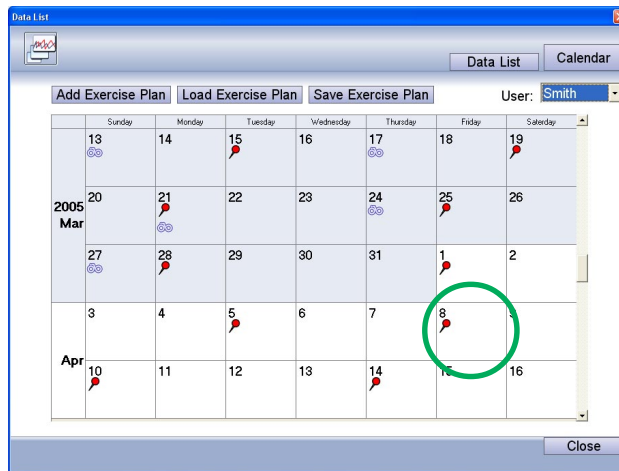 Data List
Data List Calendar
Add Exercise Plan Load Exercise Plan Save Exercise Plan User: Smith
Sunday Monday Tuesday Wednesday Thursday Friday Saterday
13 14 15 16 17 18 19
2005 20 21 22 23 24 25 26
Mar
27 28 29 30 31 1 2
3 4 5 6 7 8 9
Apr
10 11 12 13 14 15 16
Close